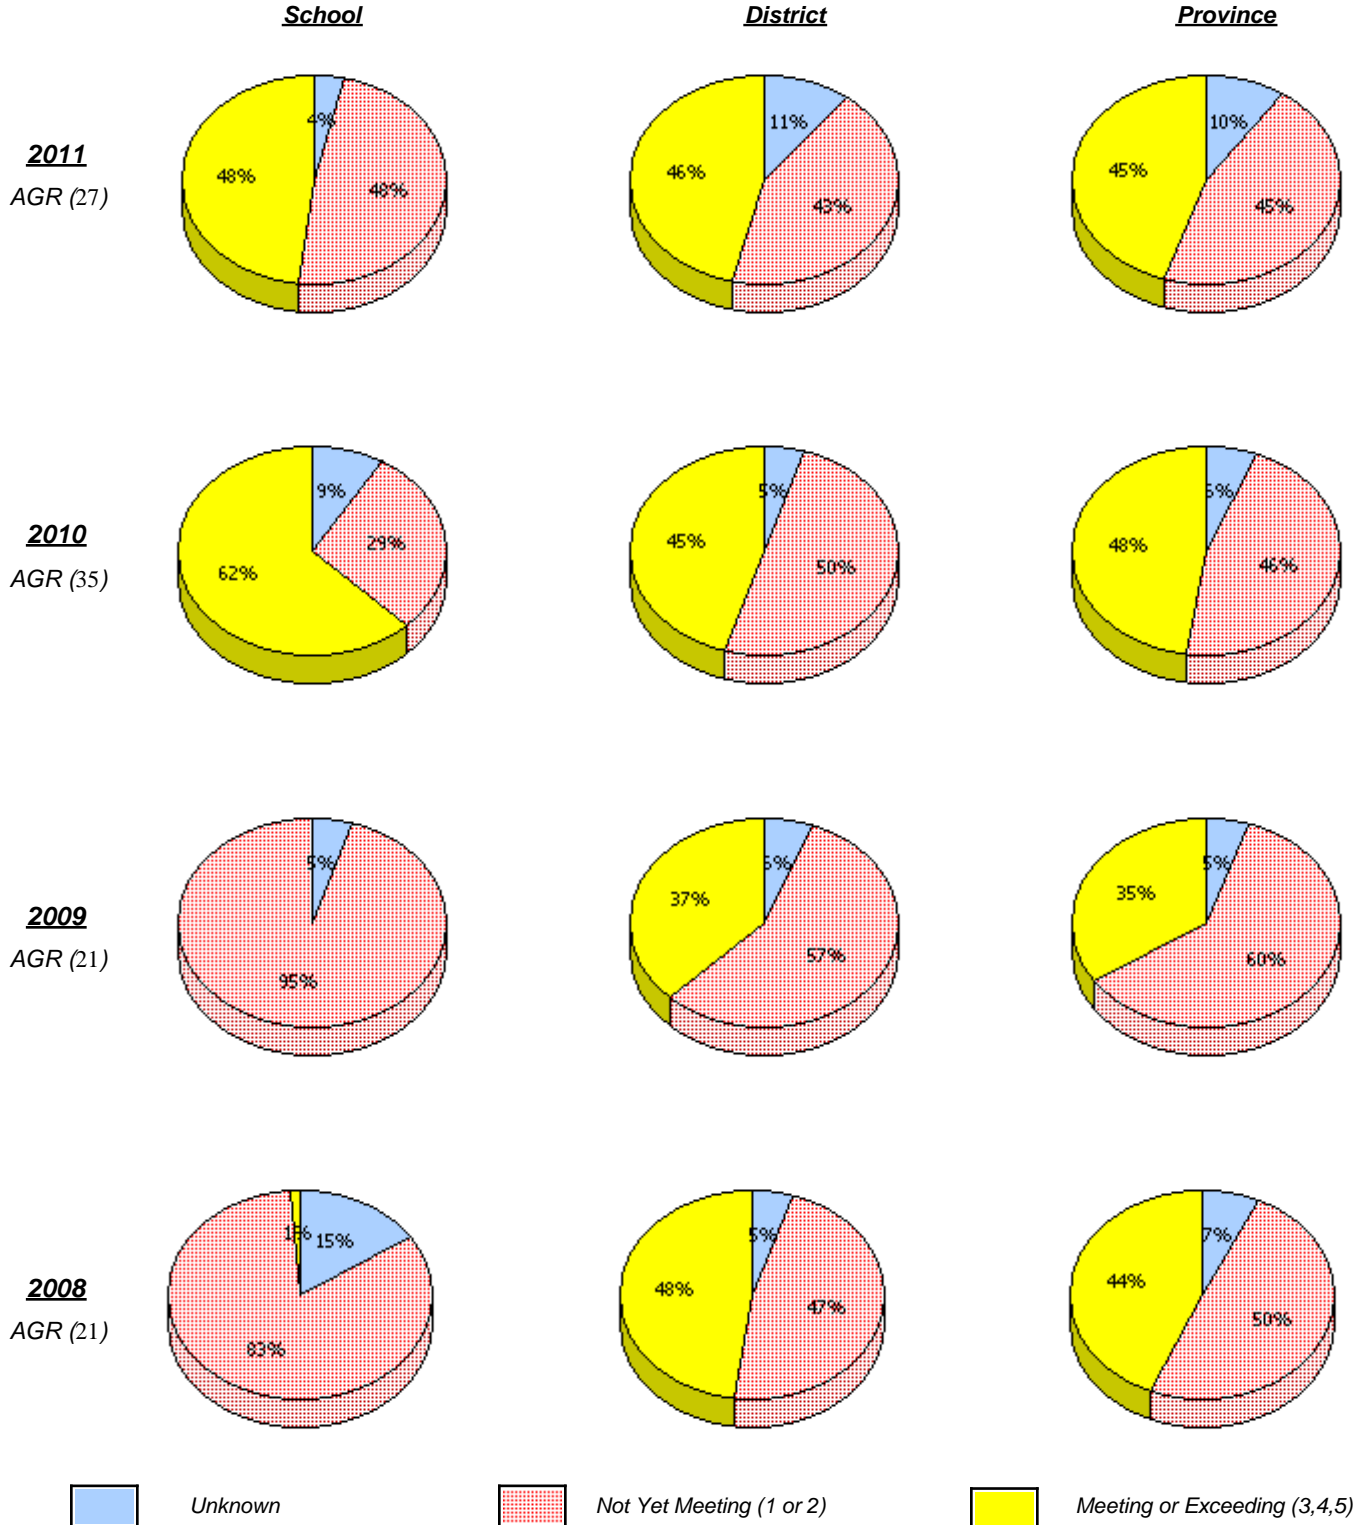 School District Province
4% 11% 10%
2011
48% 46% 45%
AGR (27)
48% 43% 45%
9% 5% 6%
2010
29% 45% 48%
62% 50% 46%
AGR (35)
5% 6% 5%
2009
37% 35%
AGR (21)
95% 57% 60%
1% 15% 5% 7%
2008
48% 44%
83% 47% 50%
AGR (21)
Unknown Not Yet Meeting (1 or 2) Meeting or Exceeding (3,4,5)